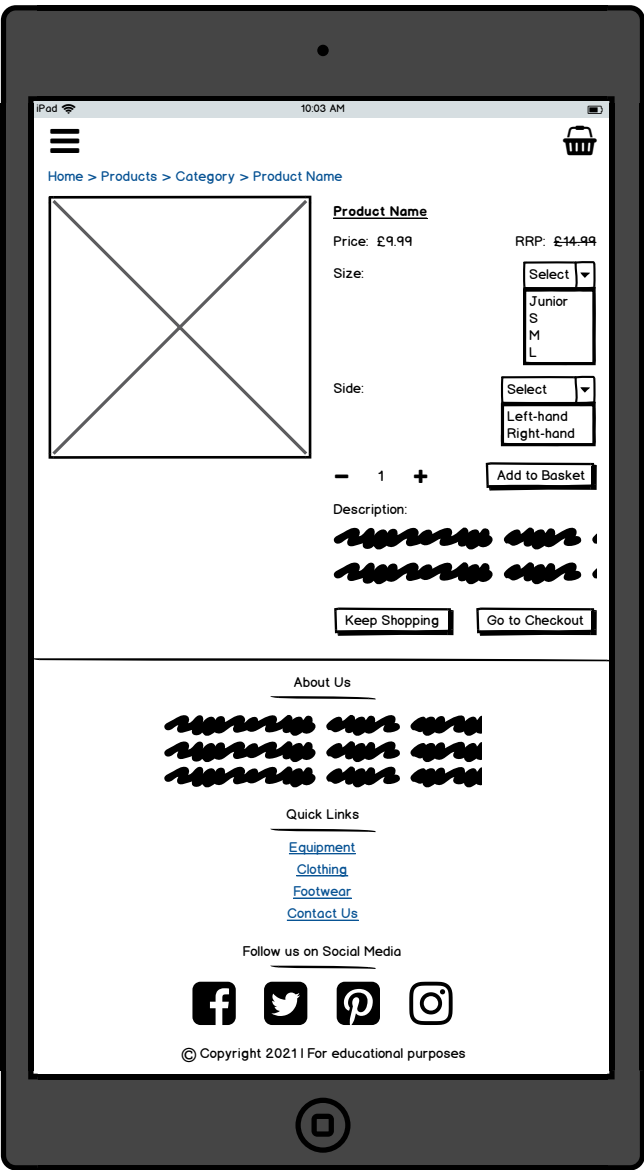 iPad 10:03 AM
Home > Products > Category > Product Name
Product Name
Price: £9.99 RRP: £14.99
Size: Select
Junior
S
M
L
Side: Select
Left-hand
Right-hand
− 1 + Add to Basket
Description:
Keep Shopping Go to Checkout
About Us
Quick Links
Equipment
Clothing
Footwear
Contact Us
Follow us on Social Media
© Copyright 2021 | For educational purposes